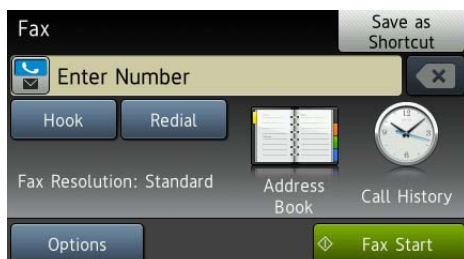 Fax
Save as
Shortcut
Enter Number
Hook
Redial
Fax Resolution: Standard
Address
Book
Call History
Options
Fax Start